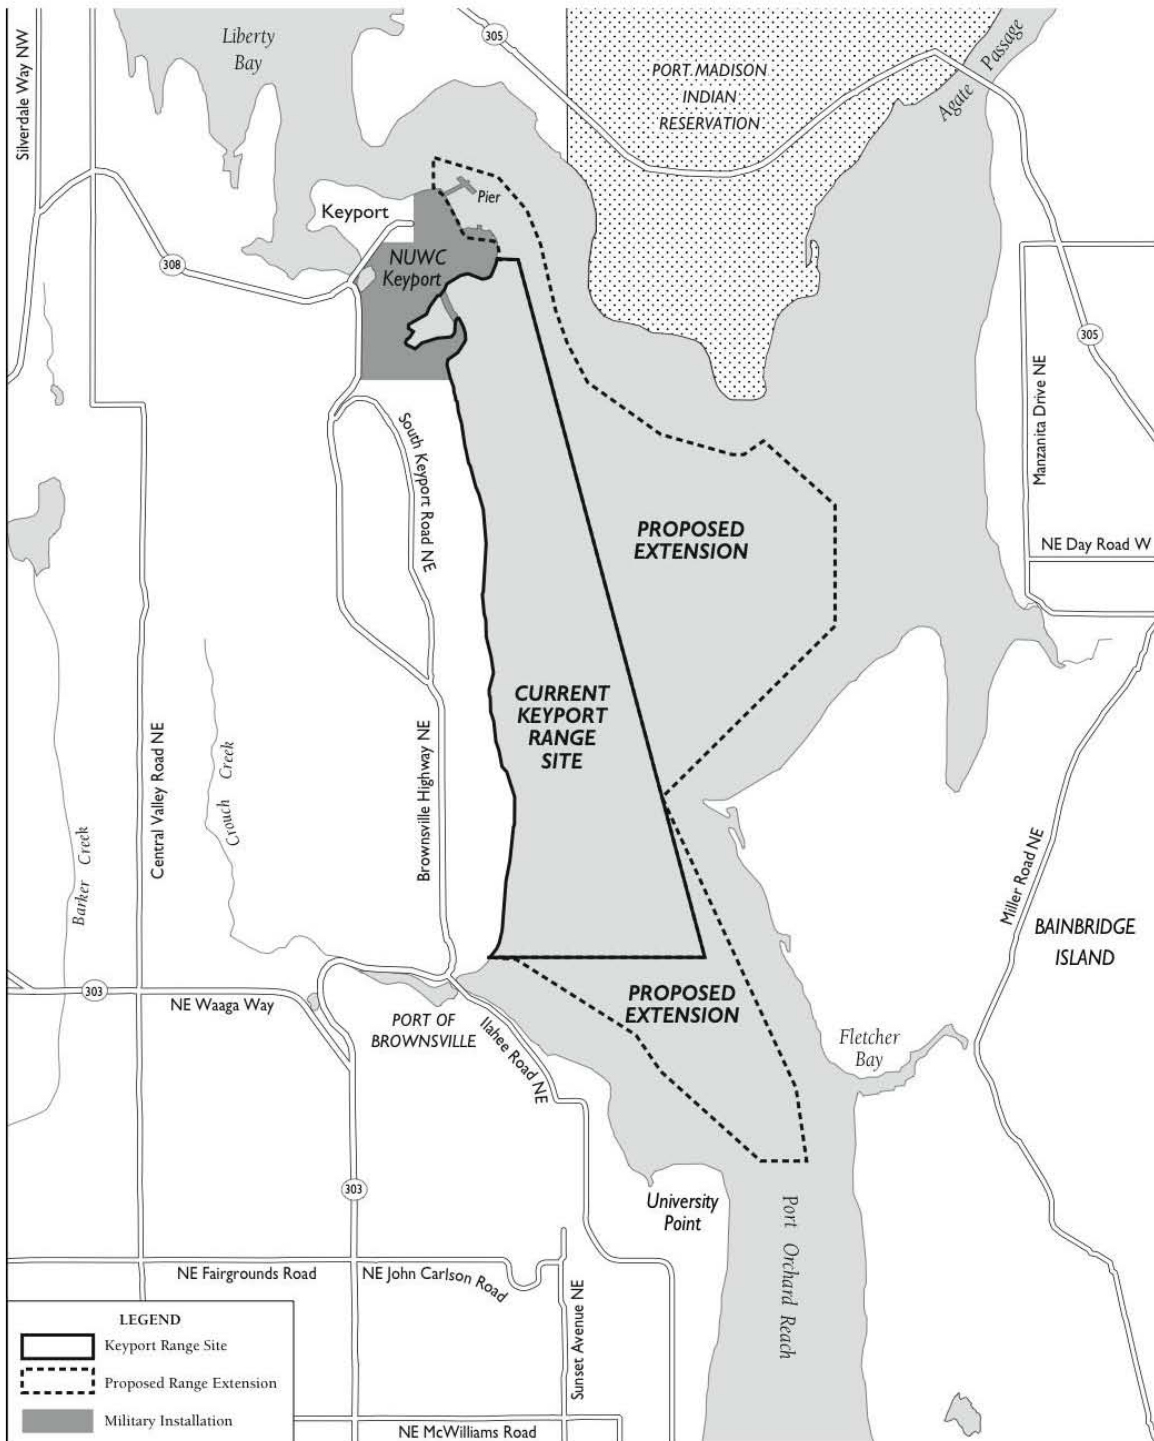 Liberty
Bay
305
Silverdale Way NW
PORT MADISON
INDIAN
RESERVATION
Agate Passage
Pier
Keyport
308
NUWC
Keyport
305
Manzanita Drive NE
South Keyport Road NE
PROPOSED
EXTENSION
NE Day Road W
CURRENT
KEYPORT
RANGE
SITE
Central Valley Road NE
Crouch Creek
Brownsville Highway NE
Barker Creek
Miller Road NE
BAINBRIDGE
ISLAND
303
NE Waaga Way
PROPOSED
EXTENSION
PORT OF
BROWNSVILLE
Illahee Road NE
Fletcher
Bay
303
University
Point
Port Orchard Reach
NE Fairgrounds Road
NE John Carlson Road
Sunset Avenue NE
LEGEND
Keyport Range Site
Proposed Range Extension
Military Installation
NE McWilliams Road